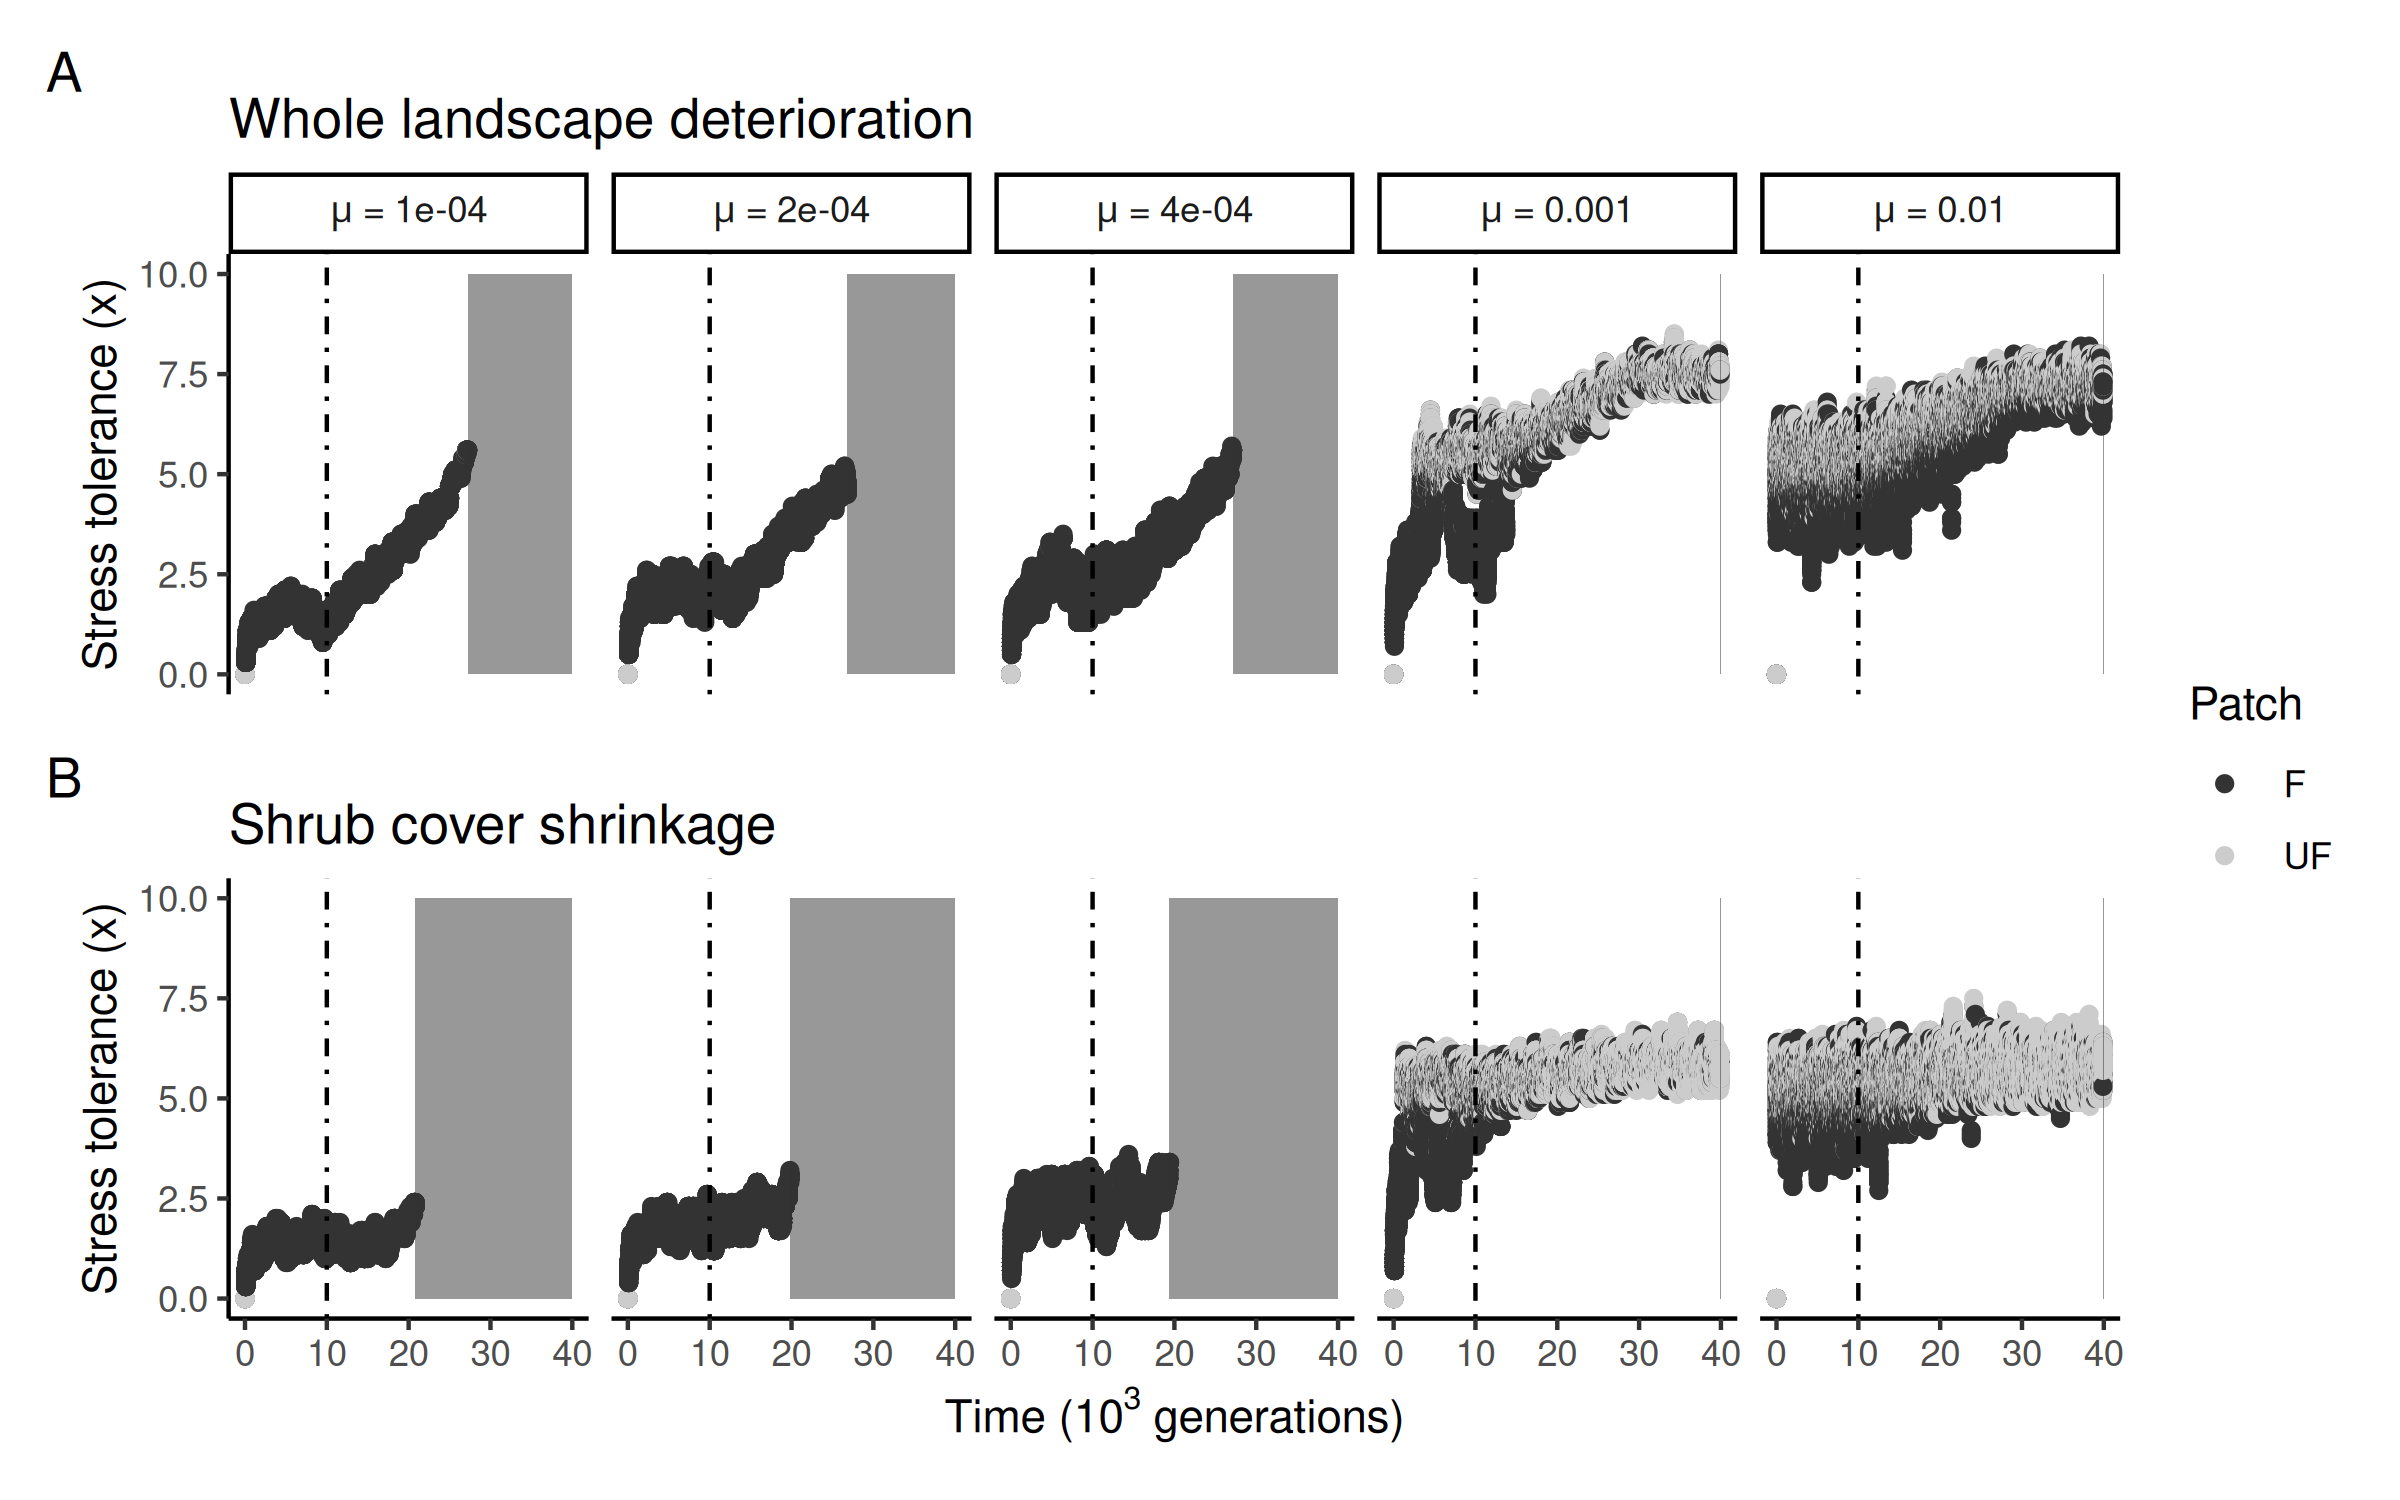 A
Whole landscape deterioration
µ = 1e-04 µ = 2e-04 µ = 4e-04 µ = 0.001 µ = 0.01
Stress tolerance (x)
10.0
7.5
5.0
2.5
0.0
Patch
F
UF
B
Shrub cover shrinkage
Stress tolerance (x)
10.0
7.5
5.0
2.5
0.0
0 10 20 30 40 0 10 20 30 40 0 10 20 30 40 0 10 20 30 40 0 10 20 30 40
Time (10³ generations)